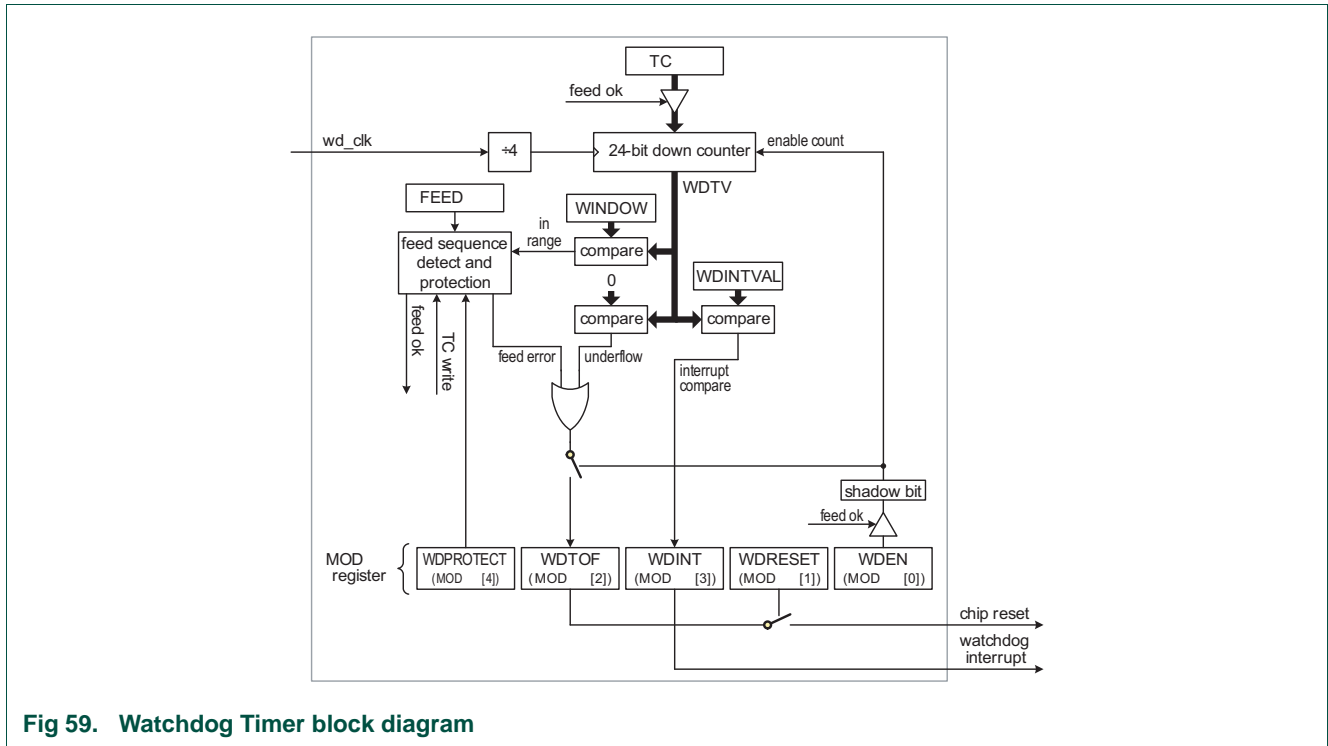 TC
feed ok
wd_clk
÷4
24-bit down counter
enable count
WDTV
FEED
WINDOW
in
range
feed sequence
detect and
protection
compare
WDINTVAL
0
compare
compare
feed ok
TC write
feed error
underflow
interrupt
compare
shadow bit
feed ok
MOD
register
WDPROTECT
(MOD [4])
WDTOF
(MOD [2])
WDINT
(MOD [3])
WDRESET
(MOD [1])
WDEN
(MOD [0])
chip reset
watchdog
interrupt
Fig 59. Watchdog Timer block diagram